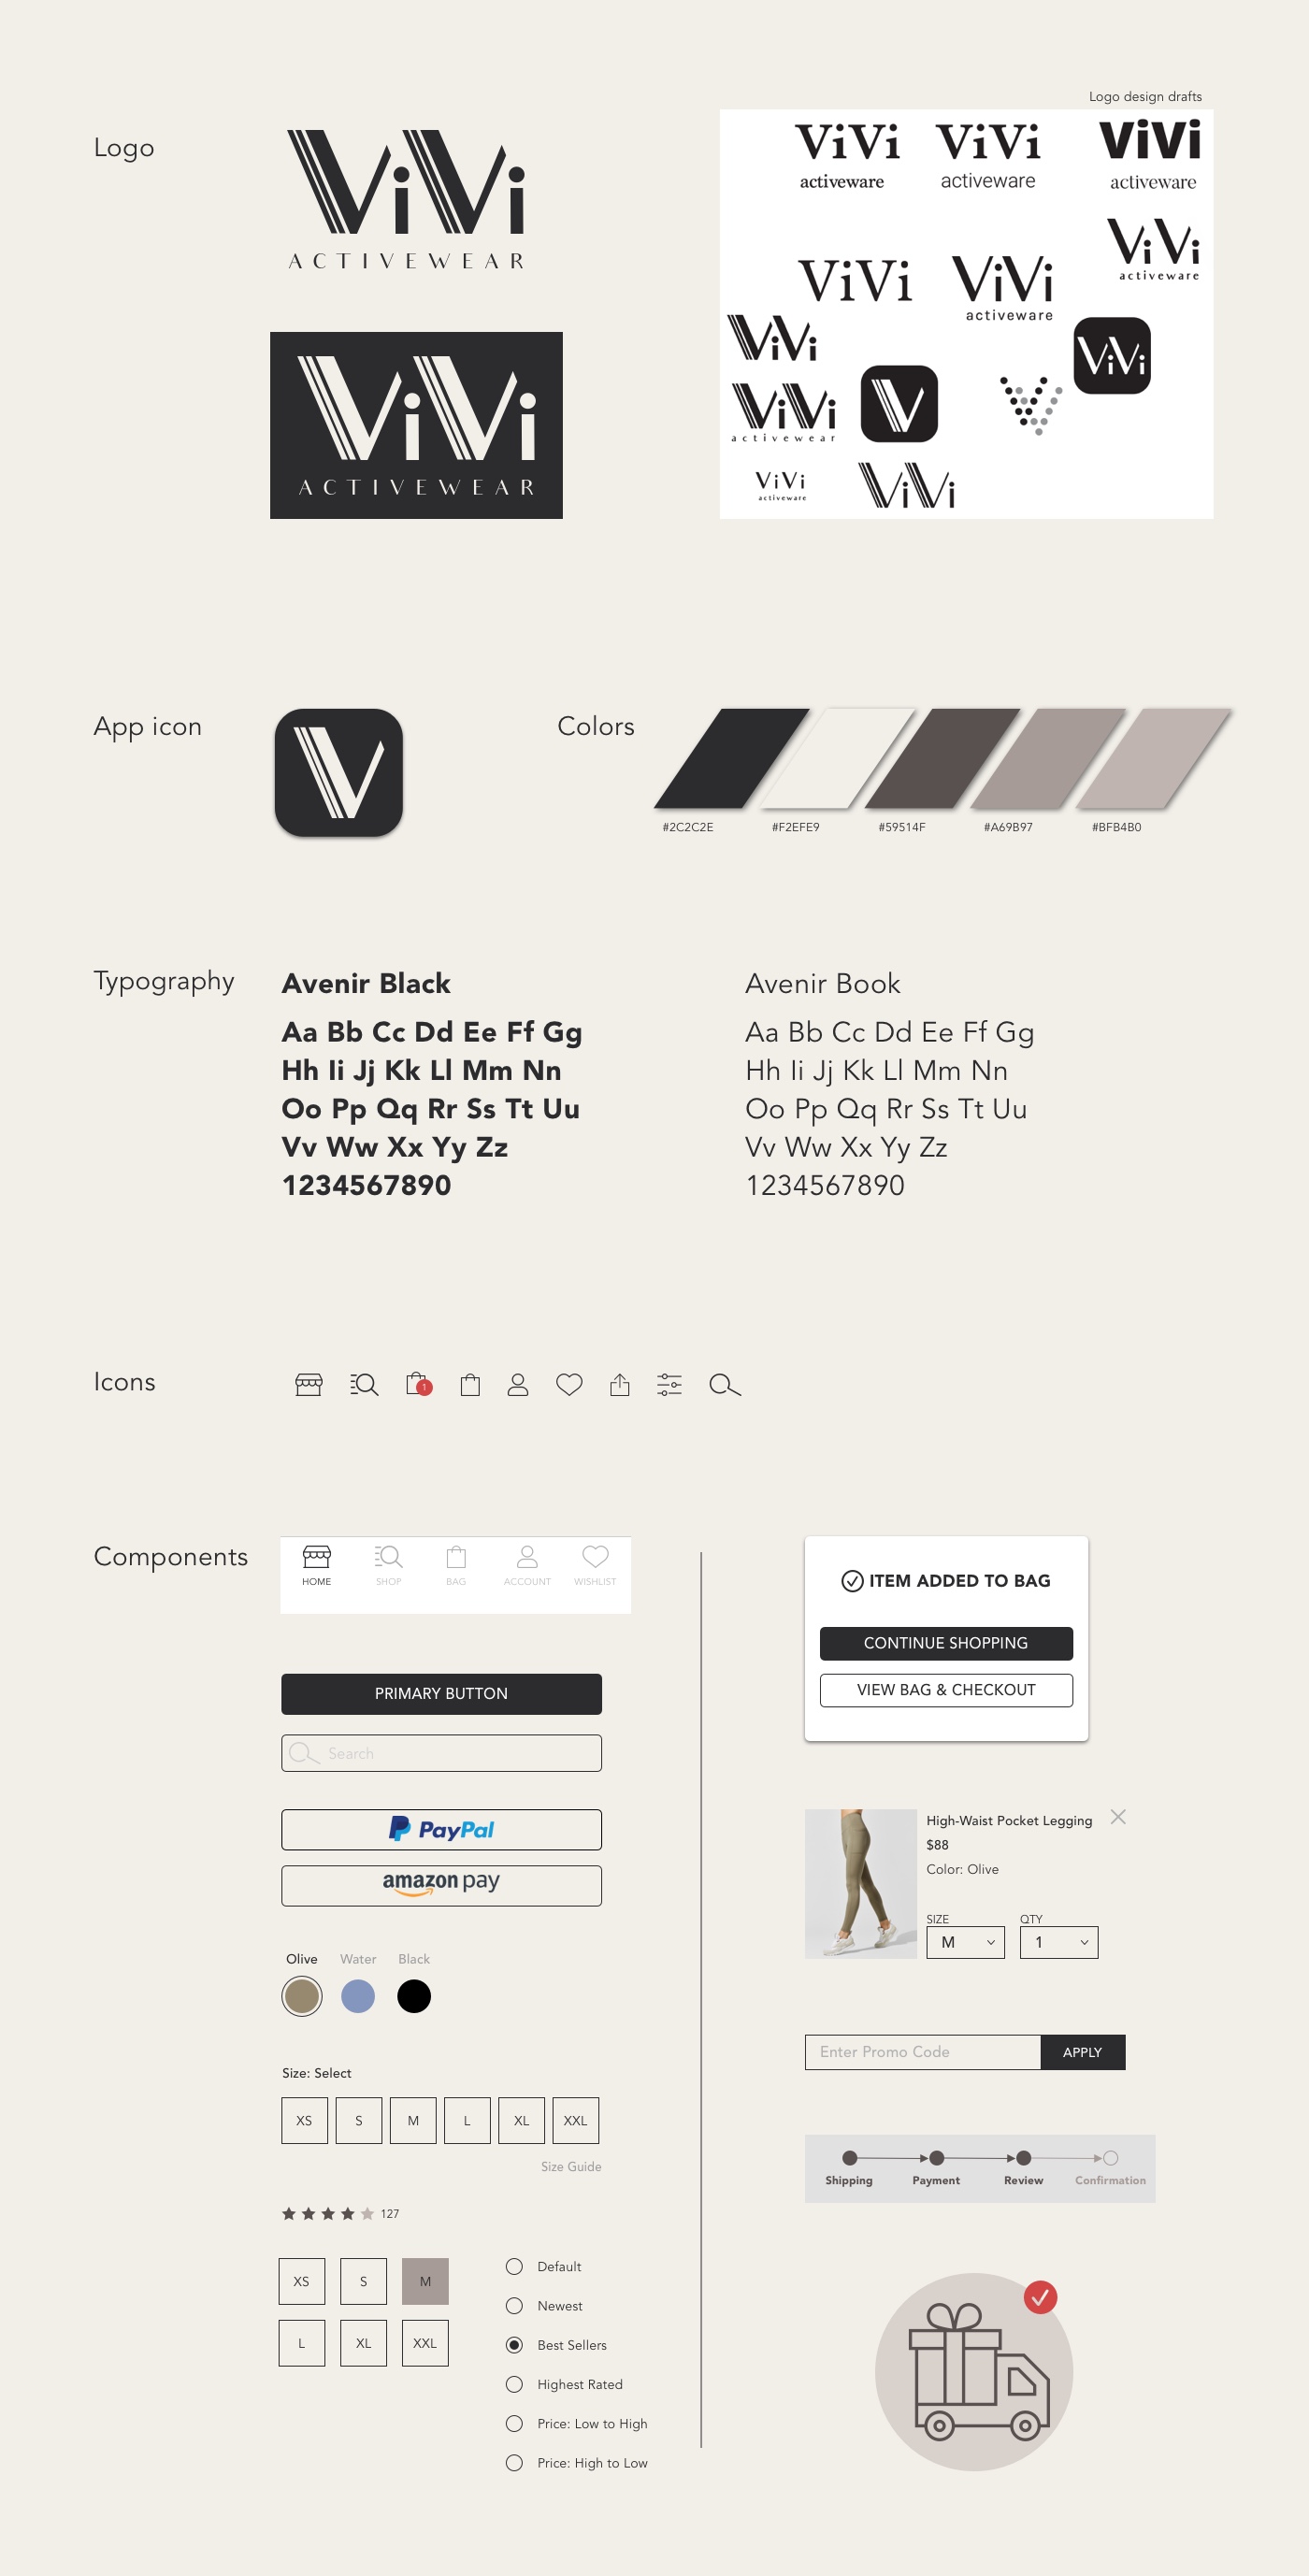 Logo
ViVi
ACTIVEWEAR
ViVi
ACTIVEWEAR
Logo design drafts
ViVi
activeware
ViVi
activeware
ViVi
activeware
ViVi
activeware
ViVi
ViVi
activeware
ViVi
ViVi
ViVi
activewear
V
ViVi
activeware
ViVi
App icon
V
Colors
#2C2C2E
#F2EFE9
#59514F
#A69B97
#BFB4B0
Typography
Avenir Black
Aa Bb Cc Dd Ee Ff Gg
Hh Ii Jj Kk Ll Mm Nn
Oo Pp Qq Rr Ss Tt Uu
Vv Ww Xx Yy Zz
1234567890
Avenir Book
Aa Bb Cc Dd Ee Ff Gg
Hh Ii Jj Kk Ll Mm Nn
Oo Pp Qq Rr Ss Tt Uu
Vv Ww Xx Yy Zz
1234567890
Icons
1
Components
HOME
SHOP
BAG
ACCOUNT
WISHLIST
PRIMARY BUTTON
Search
PayPal
amazon pay
Olive
Water
Black
Size: Select
XS
S
M
L
XL
XXL
Size Guide
127
XS
S
M
L
XL
XXL
Default
Newest
Best Sellers
Highest Rated
Price: Low to High
Price: High to Low
ITEM ADDED TO BAG
CONTINUE SHOPPING
VIEW BAG & CHECKOUT
High-Waist Pocket Legging
$88
Color: Olive
SIZE
QTY
M
1
Enter Promo Code
APPLY
Shipping
Payment
Review
Confirmation